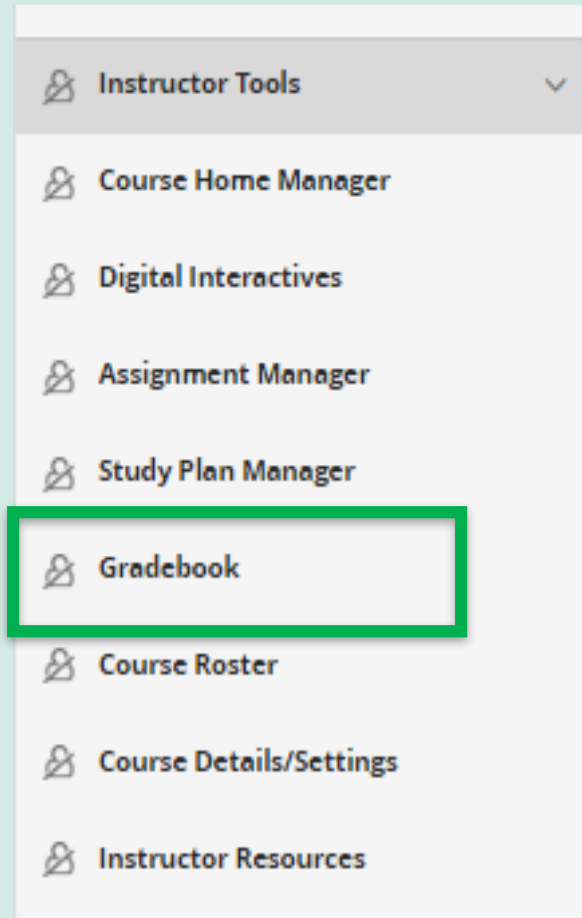 Instructor Tools
Course Home Manager
Digital Interactives
Assignment Manager
Study Plan Manager
Gradebook
Course Roster
Course Details/Settings
Instructor Resources